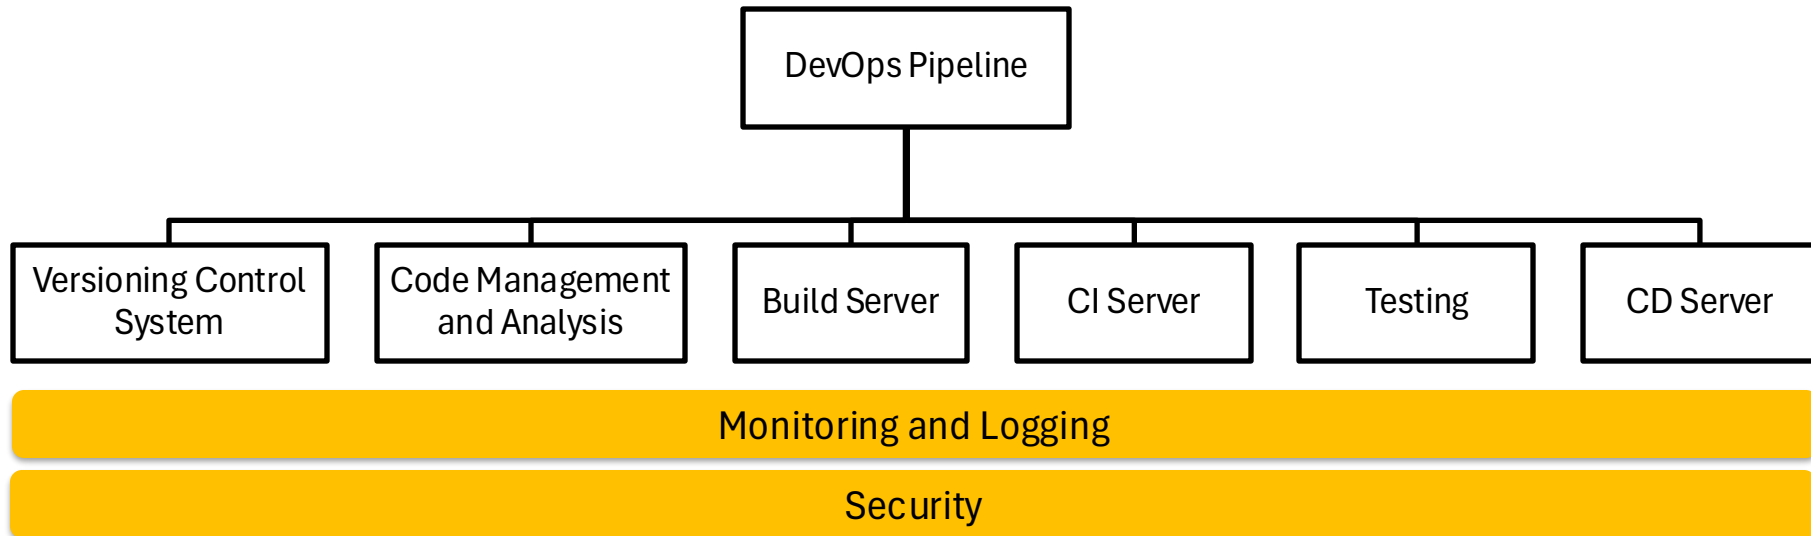 DevOps Pipeline
Versioning Control
System
Code Management
and Analysis
Build Server
CI Server
Testing
CD Server
Monitoring and Logging
Security